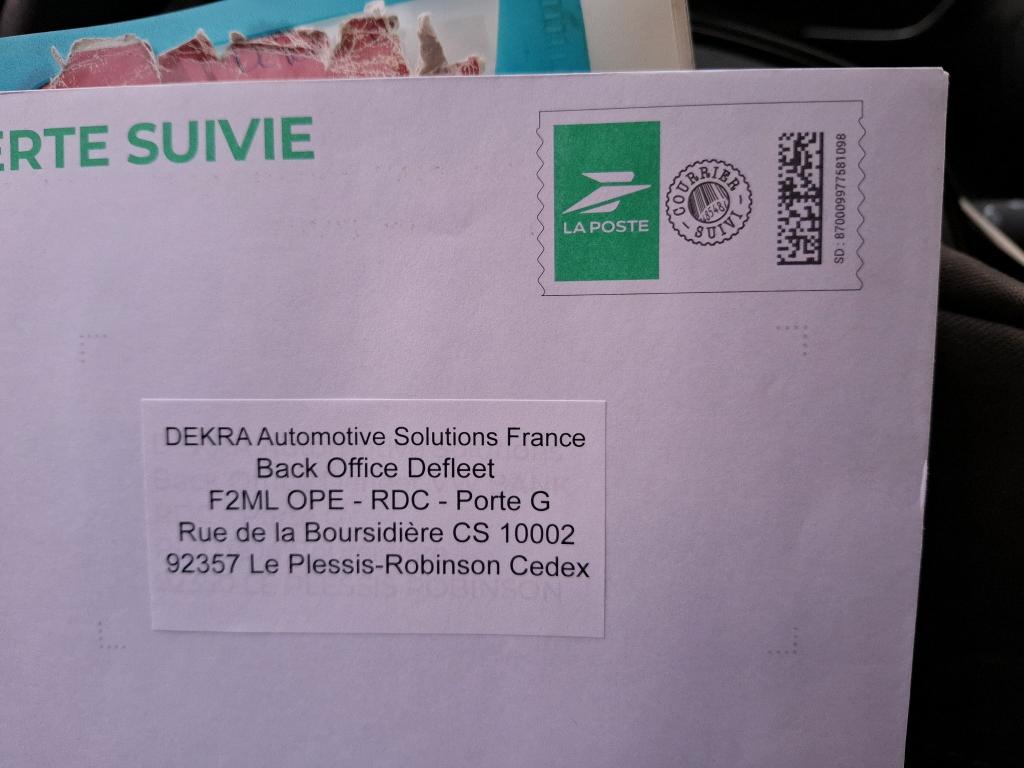 ERTE SUIVIE
LA POSTE
COURRIER
SUIVI
SD : 8700009977581098
DEKRA Automotive Solutions France
Back Office Defleet
F2ML OPE - RDC - Porte G
Rue de la Boursidière CS 10002
92357 Le Plessis-Robinson Cedex